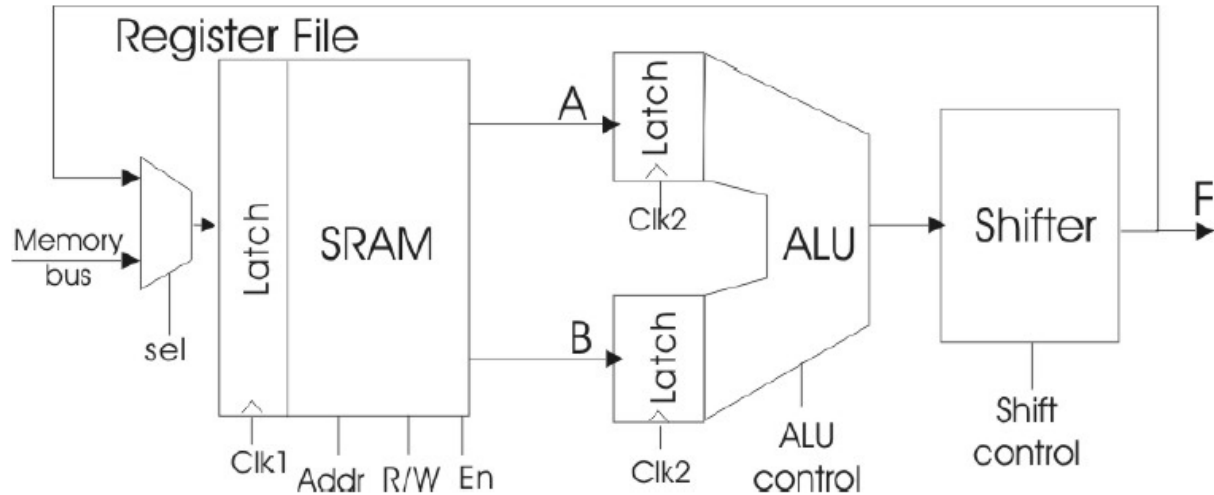 Register File
Memory
bus
sel
Latch
SRAM
Clk1
Addr
R/W
En
A
B
Latch
Clk2
Latch
Clk2
ALU
ALU
control
Shifter
Shift
control
F